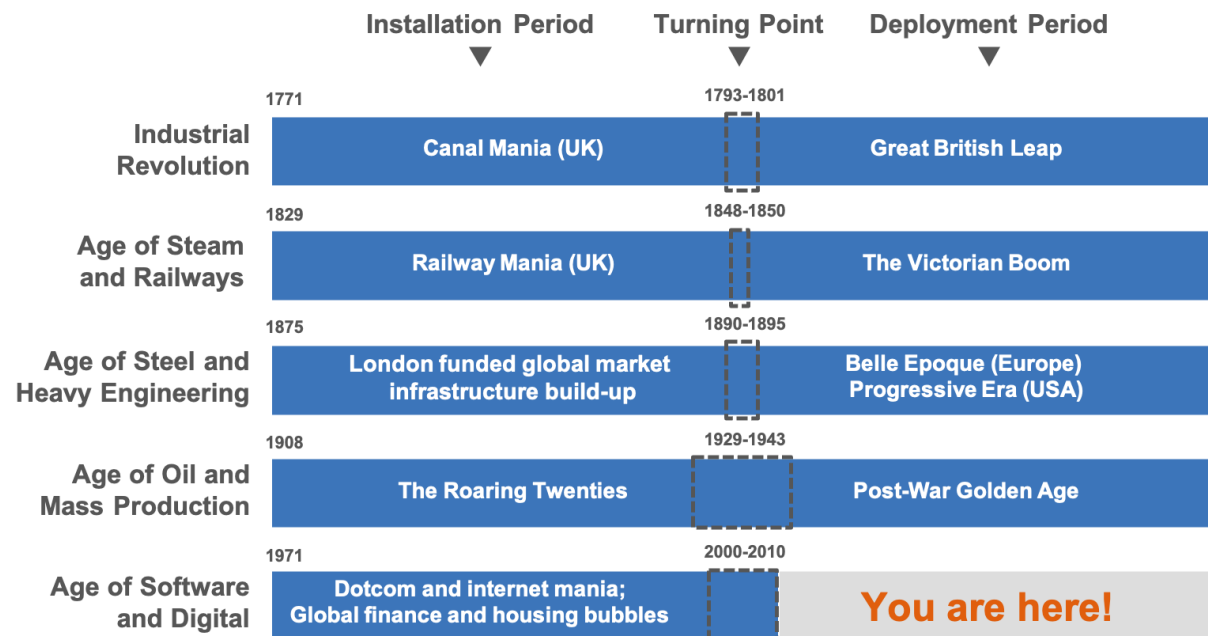 Installation Period
Turning Point
Deployment Period
1771
1793-1801
Industrial
Revolution
Canal Mania (UK)
Great British Leap
1829
1848-1850
Age of Steam
and Railways
Railway Mania (UK)
The Victorian Boom
1875
1890-1895
Age of Steel and
Heavy Engineering
London funded global market
infrastructure build-up
Belle Epoque (Europe)
Progressive Era (USA)
1908
1929-1943
Age of Oil and
Mass Production
The Roaring Twenties
Post-War Golden Age
1971
2000-2010
Age of Software
and Digital
Dotcom and internet mania;
Global finance and housing bubbles
You are here!